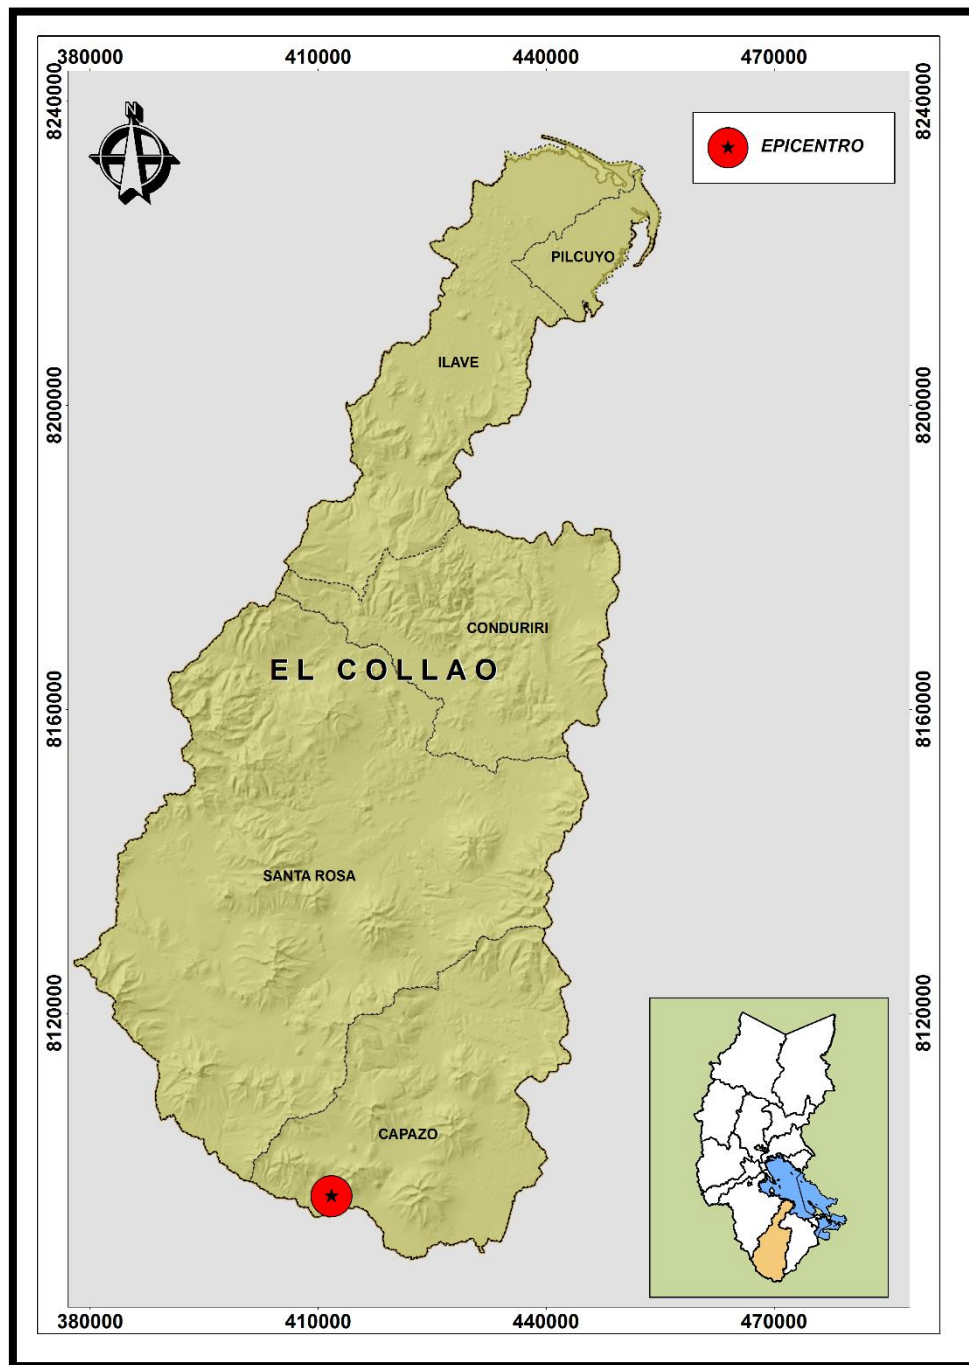 380000 410000 440000 470000
8240000 8240000
N
EPICENTRO
PILCUYO
ILAVE
8200000 8200000
CONDURIRI
EL COLLAO
8160000 8160000
SANTA ROSA
8120000 8120000
CAPAZO
380000 410000 440000 470000